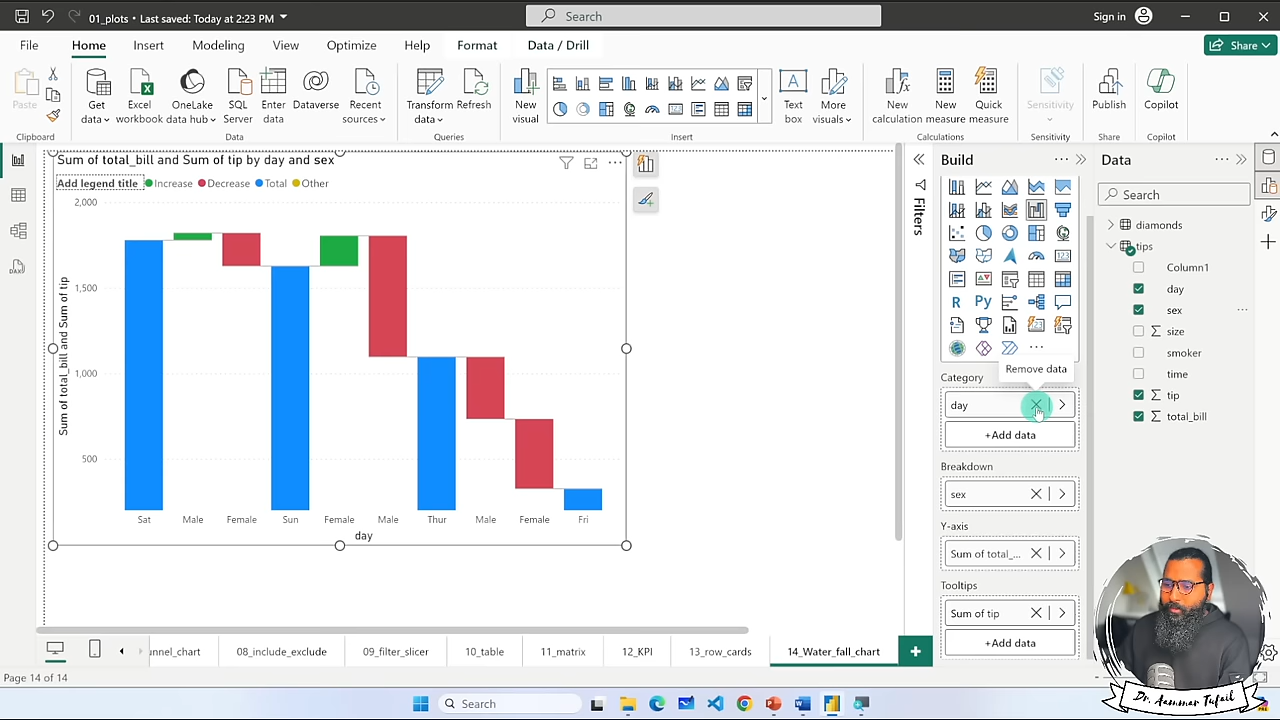 01_plots • Last saved: Today at 2:23 PM
Search
Sign in
File
Home
Insert
Modeling
View
Optimize
Help
Format
Data / Drill
Share
Paste
Get data
Excel workbook
OneLake data hub
SQL Server
Enter data
Dataverse
Recent sources
Transform data
Refresh
New visual
Text box
More visuals
New calculation
New measure
Quick measure
Sensitivity
Publish
Copilot
Clipboard
Data
Queries
Insert
Calculations
Sensitivity
Share
Copilot
Sum of total_bill and Sum of tip by day and sex
Add legend title
Increase
Decrease
Total
Other
2,000
1,500
1,000
500
Sum of total_bill and Sum of tip
Sat
Male
Female
Sun
Female
Male
Thur
Male
Female
Fri
day
Filters
Build
R
Py
123
Remove data
Category
day
+Add data
Breakdown
sex
Y-axis
Sum of total_...
Tooltips
Sum of tip
+Add data
Data
Search
diamonds
tips
Column1
day
sex
size
smoker
time
tip
total_bill
nnel_chart
08_include_exclude
09_filter_slicer
10_table
11_matrix
12_KPI
13_row_cards
14_Water_fall_chart
Page 14 of 14
Search
Dr. Aammar Tufail